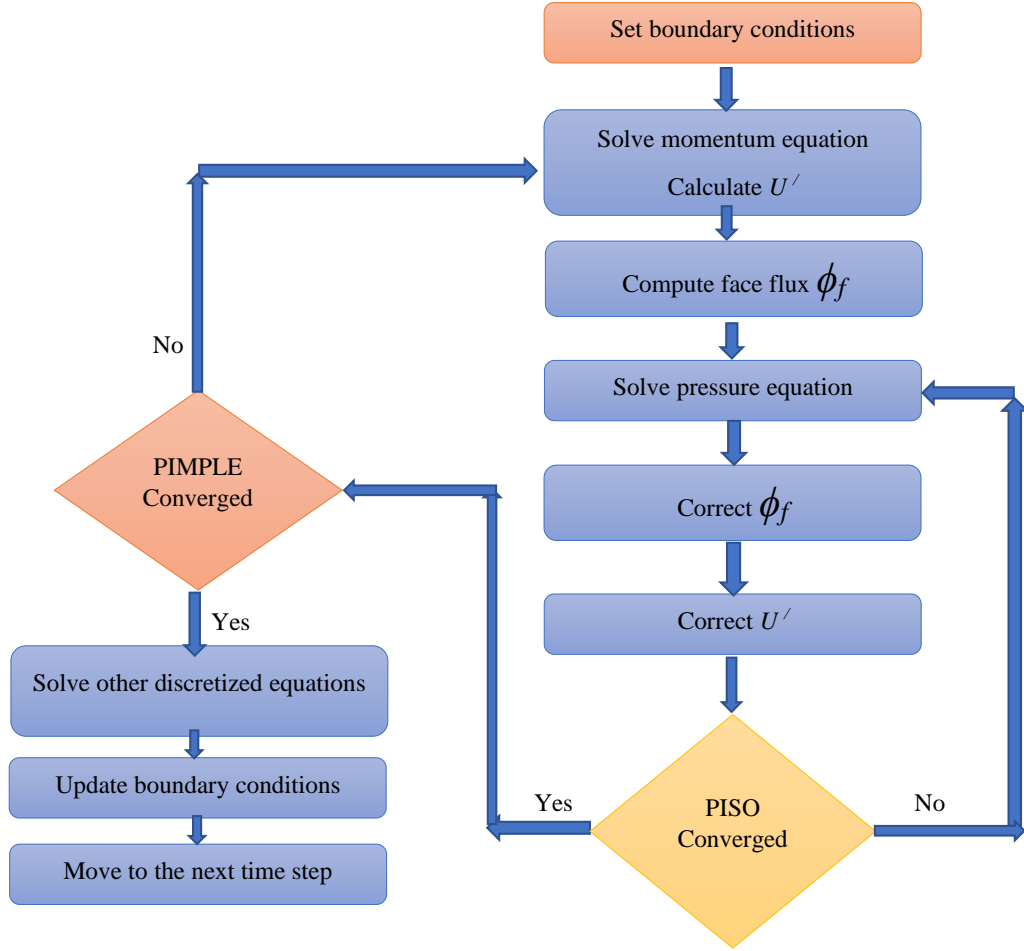 Set boundary conditions
Solve momentum equation
Calculate U ′
Compute face flux ϕf
No
Solve pressure equation
PIMPLE
Converged
Correct ϕf
Yes
Correct U ′
Solve other discretized equations
Update boundary conditions
Yes
PISO
Converged
No
Move to the next time step